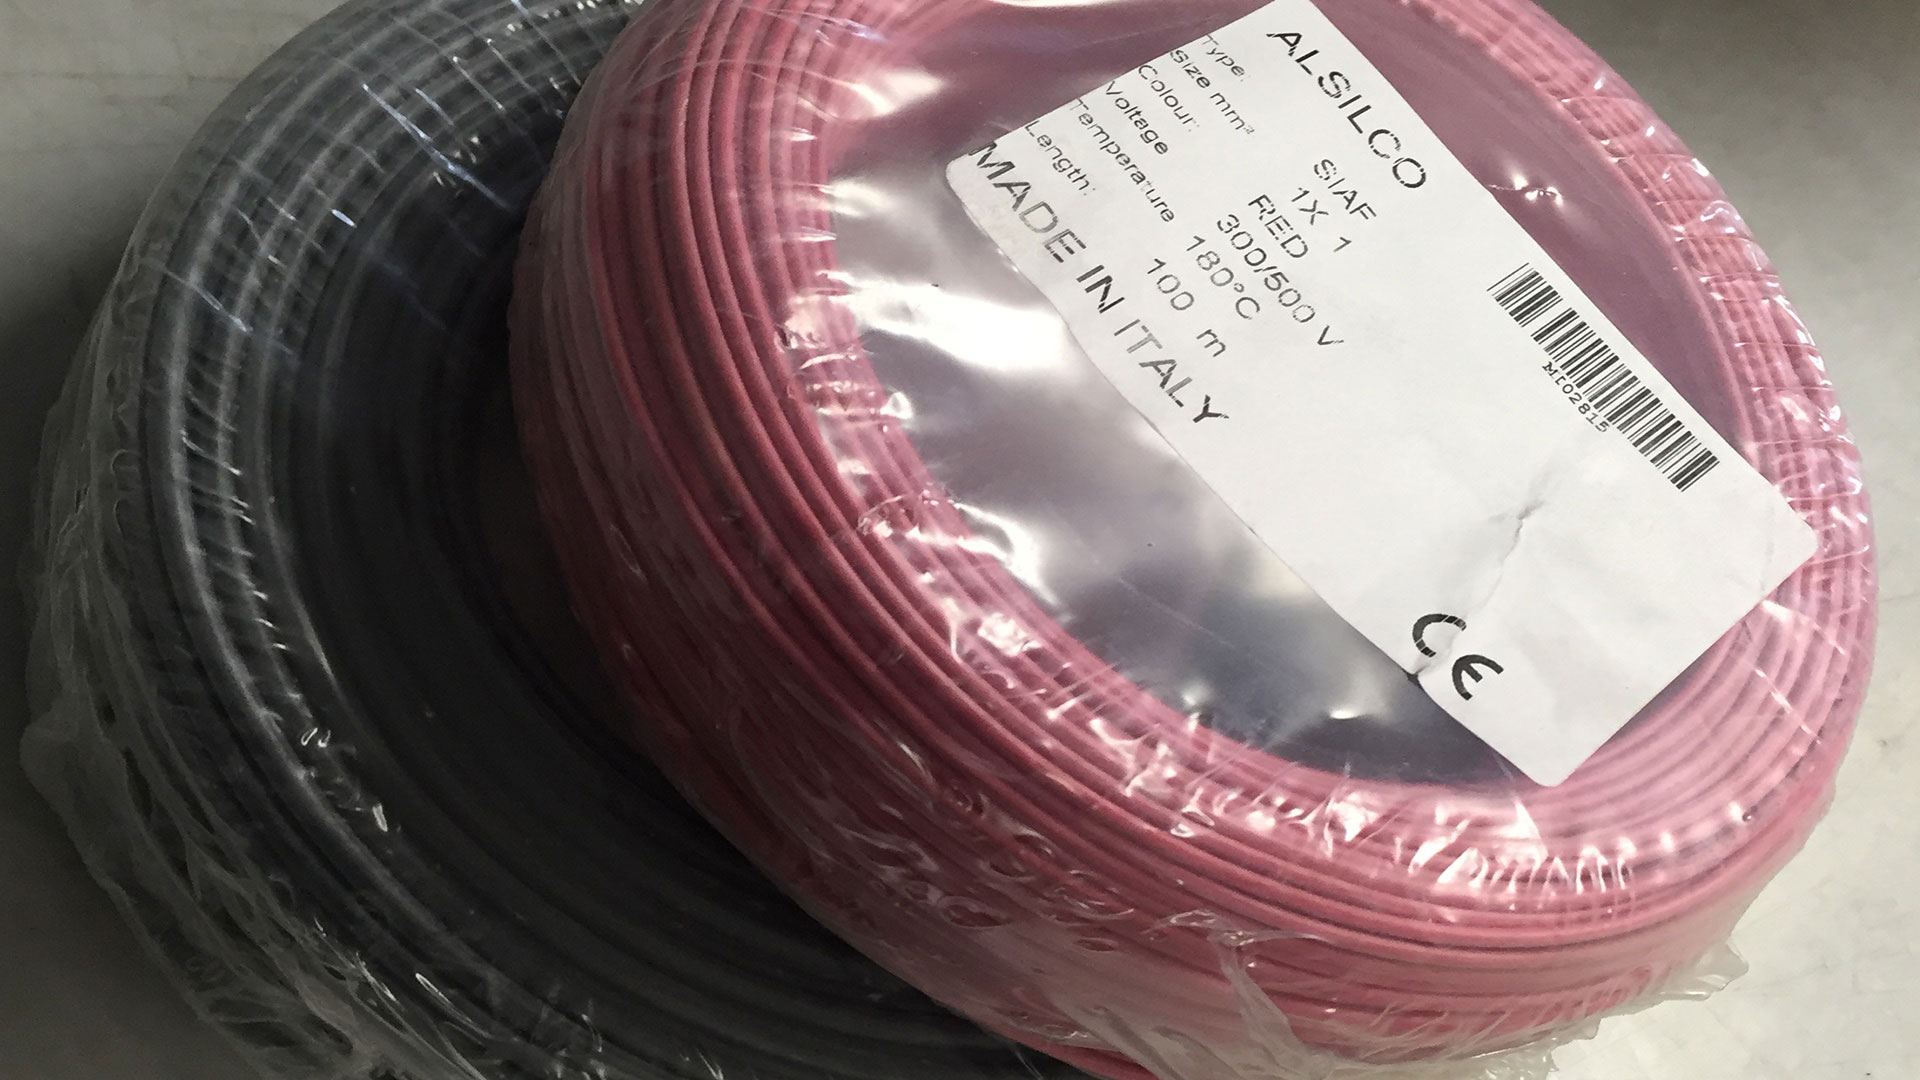 ALSILCO
Type: SIAF
Size mm² 1X 1
Colour: RED
Voltage 300/500 V
Temperature 180°C
Length: 100 m
MADE IN ITALY
MI02815
CE